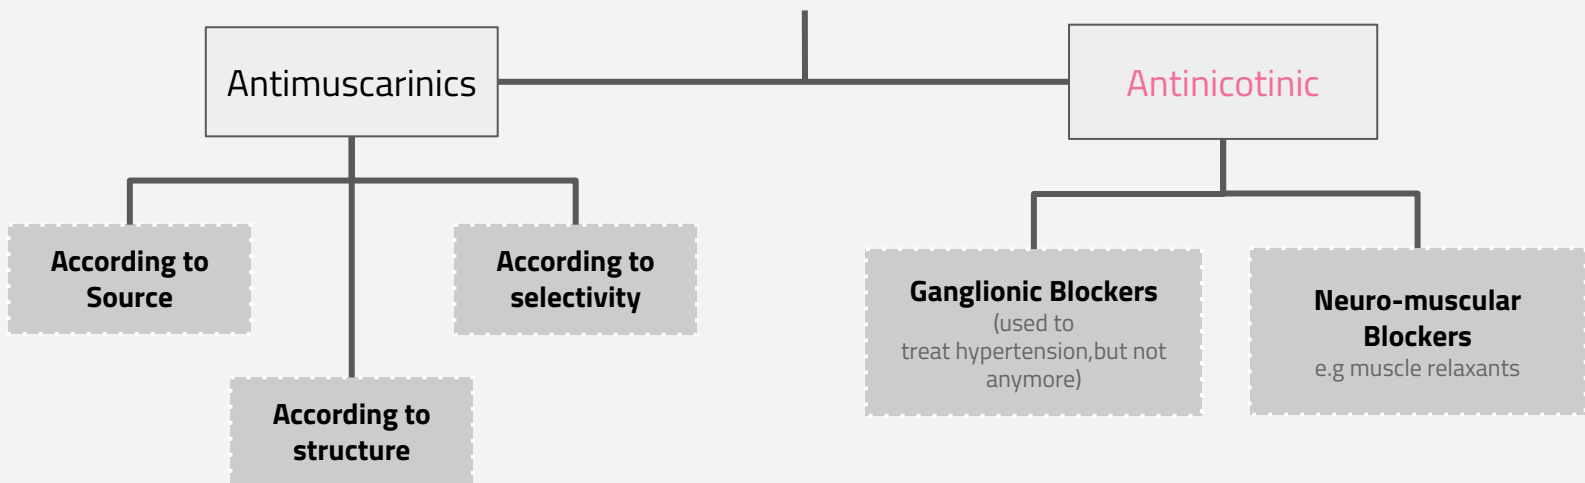 Antimuscarinics
Antinicotinic
According to
Source
According to
structure
According to
selectivity
Ganglionic Blockers
(used to
treat hypertension,but not
anymore)
Neuro-muscular
Blockers
e.g muscle relaxants